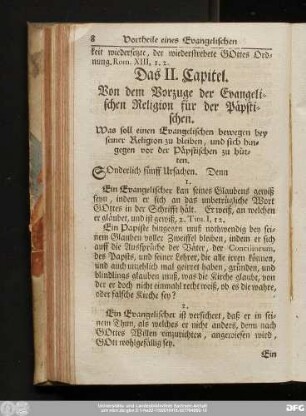 8 Vortheile eines Evangelischen
keit wiedersetzte, der wiederstrebete GOttes Ord-
nung. Rom. XIII, 1. 2.
Das II. Capitel.
Von dem Vorzuge der Evangeli-
schen Religion für der Päpsti-
schen.
Was soll einen Evangelischen bewegen bey
seiner Religion zu bleiben, und sich hin-
gegen vor der Päpstischen zu hüt-
ten.
SOnderlich fünff Ursachen. Denn
1.
Ein Evangelischer kan seines Glaubens gewiß
seyn, indem er sich an das unbetrügliche Wort
GOttes in der Schrifft hält. Er weiß, an welchen
er glaubet, und ist gewiß, 2. Tim. I, 12.
Ein Papiste hingegen muß nothwendig bey sei-
nem Glauben voller Zweiffel bleiben, indem er sich
auff die Aussprüche der Väter, der Conciliorum,
des Papsts, und seiner Lehrer, die alle irren können,
und auch würcklich mal geirret haben, gründen, und
blindlings glauben muß, was die Kirche glaubt, von
der er doch nicht einmahl recht weiß, ob es die wahre,
oder falsche Kirche sey?
2.
Ein Evangelischer ist versichert, daß er in sei-
nem Thun, als welches er nicht anders, denn nach
GOttes Willen einzurichten, angewiesen wird,
GOtt wohlgefällig sey.
Ein